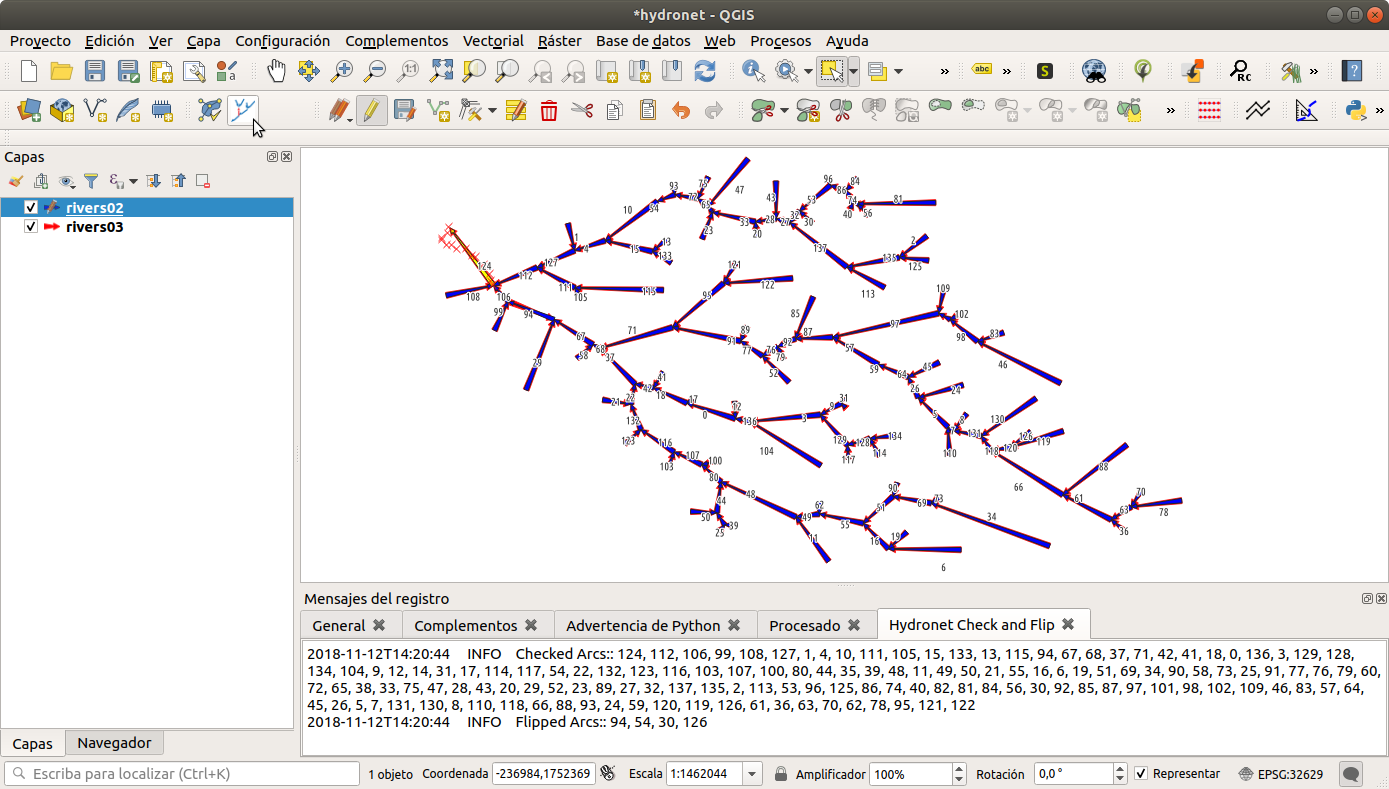 *hydronet - QGIS
Proyecto Edición Ver Capa Configuración Complementos Vectorial Ráster Base de datos Web Procesos Ayuda
1:1 a » abc » S RC » ?
» »
Capas
ε
rivers02
rivers03
96 84
93 75 47 43 86 81
10 54 72 65 53 74
33 28 32 40 56
1 23 20 27 30
4 15 13 137 2
133 135
124 127 121 125
112
108 111 105 115 95 122 113
106 109
99 94 85 102
71 97
67 89 87 98 83
68 91 92
58 37 77 76 57 46
29 79 59
52 64 45
41 26 24
42 18
21 22 17 12 31
0 136 3 9 5 8 130
132 7 131
123 116 129 128 134 126 119
107 104 117 114 110 118 120
103 100 88
80 66
44 48 90 61 70
50 62 51 69 73 34 63 78
39 49 55
25 11 16 19 36
6
Mensajes del registro
General Complementos Advertencia de Python Procesado Hydronet Check and Flip
2018-11-12T14:20:44 INFO Checked Arcs:: 124, 112, 106, 99, 108, 127, 1, 4, 10, 111, 105, 15, 133, 13, 115, 94, 67, 68, 37, 71, 42, 41, 18, 0, 136, 3, 129, 128,
134, 104, 9, 12, 14, 31, 17, 114, 117, 54, 22, 132, 123, 116, 103, 107, 100, 80, 44, 35, 39, 48, 11, 49, 50, 21, 55, 16, 6, 19, 51, 69, 34, 90, 58, 73, 25, 91, 77, 76, 79, 60,
72, 65, 38, 33, 75, 47, 28, 43, 20, 29, 52, 23, 89, 27, 32, 137, 135, 2, 113, 53, 96, 125, 86, 74, 40, 82, 81, 84, 56, 30, 92, 85, 87, 97, 101, 98, 102, 109, 46, 83, 57, 64,
45, 26, 5, 7, 131, 130, 8, 110, 118, 66, 88, 93, 24, 59, 120, 119, 126, 61, 36, 63, 70, 62, 78, 95, 121, 122
2018-11-12T14:20:44 INFO Flipped Arcs:: 94, 54, 30, 126
Capas Navegador
Escriba para localizar (Ctrl+K) 1 objeto Coordenada -236984,1752369 Escala 1:1462044 Amplificador 100% Rotación 0,0 ° Representar EPSG:32629